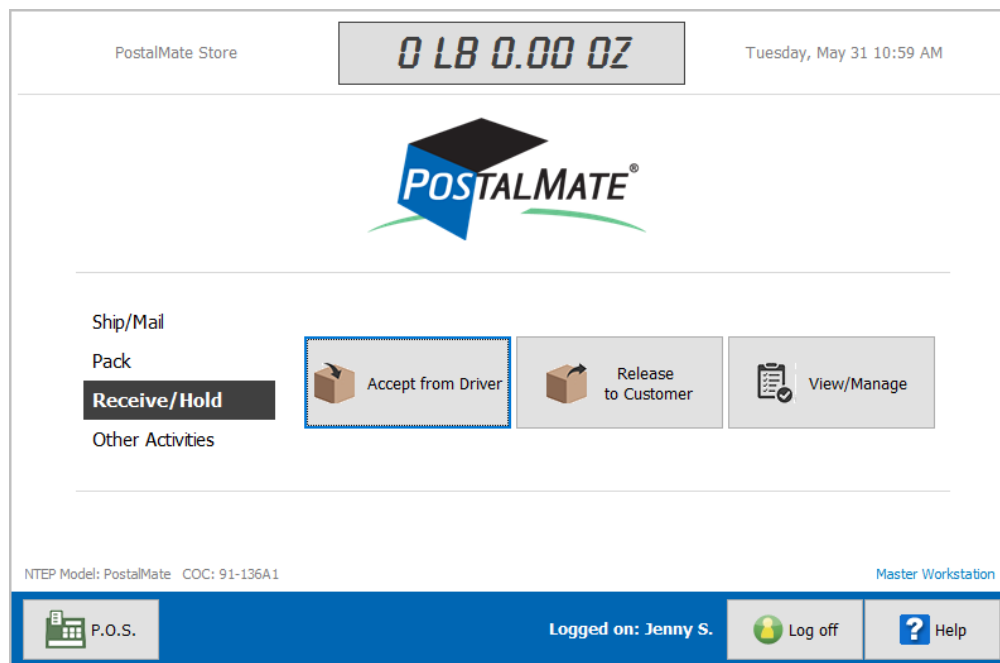 PostalMate Store
0 LB 0.00 OZ
Tuesday, May 31 10:59 AM
POSTALMATE®
Ship/Mail
Pack
Receive/Hold
Other Activities
Accept from Driver
Release
to Customer
View/Manage
NTEP Model: PostalMate COC: 91-136A1
Master Workstation
P.O.S.
Logged on: Jenny S.
Log off
? Help